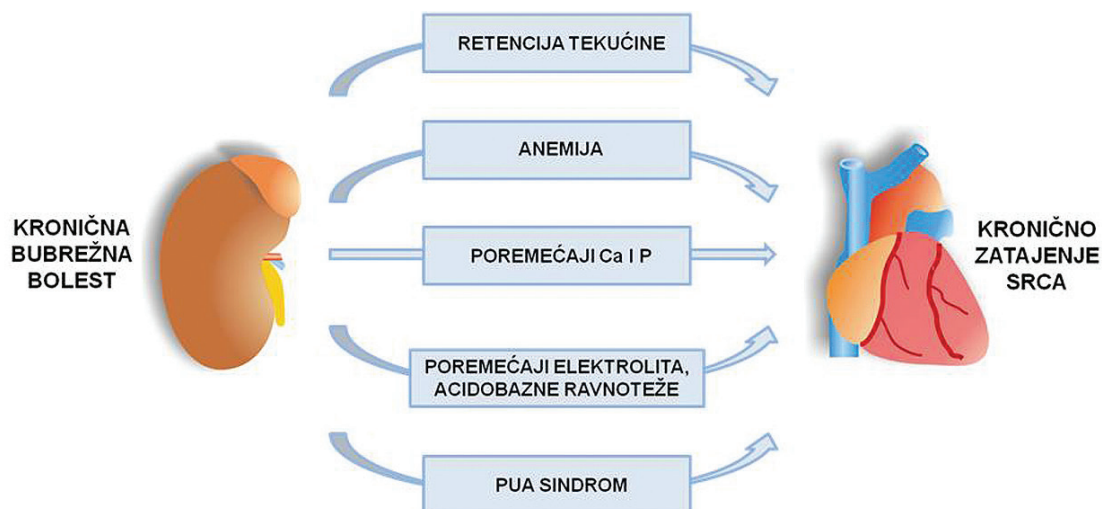 RETENCIJA TEKUĆINE
ANEMIJA
KRONIČNA
BUBREŽNA
BOLEST
POREMEĆAJI Ca I P
KRONIČNO
ZATAJENJE
SRCA
POREMEĆAJI ELEKTROLITA,
ACIDOBAZNE RAVNOTEŽE
PUA SINDROM